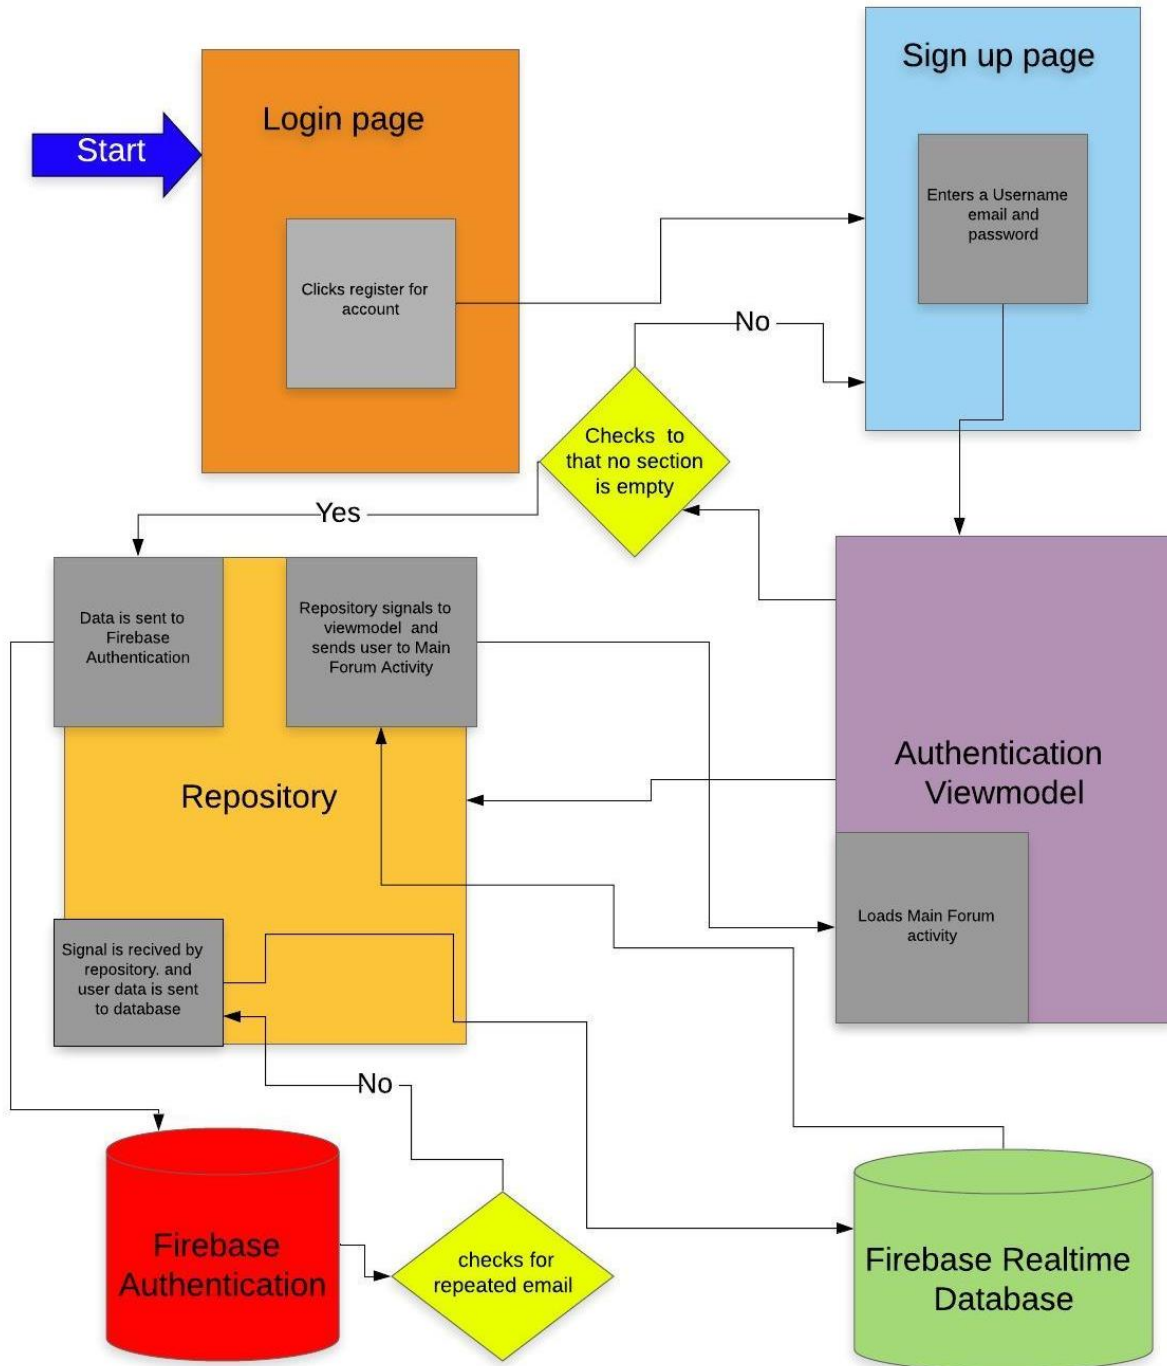 Sign up page
Login page
Start
Enters a Username
email and
password
Clicks register for
account
No
Checks to
that no section
is empty
Yes
Data is sent to
Firebase
Authentication
Repository signals to
viewmodel and
sends user to Main
Forum Activity
Authentication
Viewmodel
Repository
Loads Main Forum
activity
Signal is recived by
repository. and
user data is sent
to database
No
Firebase
Authentication
checks for
repeated email
Firebase Realtime
Database